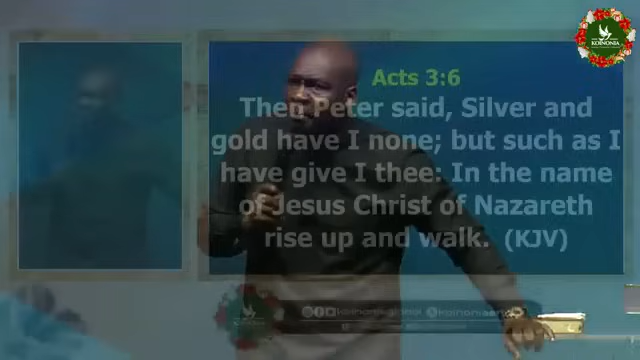 KOINONIA
Acts 3:6
Then Peter said, Silver and
gold have I none; but such as I
have give I thee: In the name
of Jesus Christ of Nazareth
rise up and walk. (KJV)